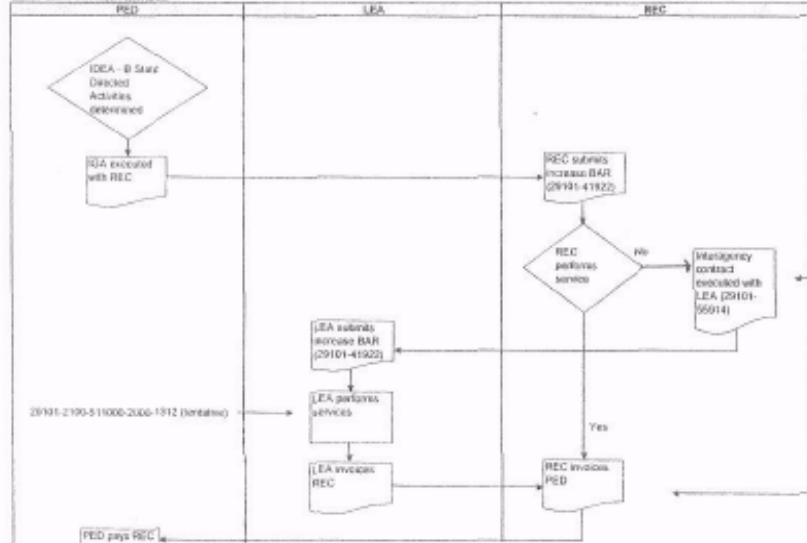 PED
LEA
REC
IDEA - B State
Directed
Activities
determined
IGA executed
with REC
REC submits
increase BAR
(29101-41922)
REC
performs
service
No
Interagency
contract
executed with
LEA (29101-
55914)
LEA submits
increase BAR
(29101-41922)
LEA performs
services
29101-2100-511000-2000-1312 (tentative)
Yes
LEA invoices
REC
REC invoices
PED
PED pays REC